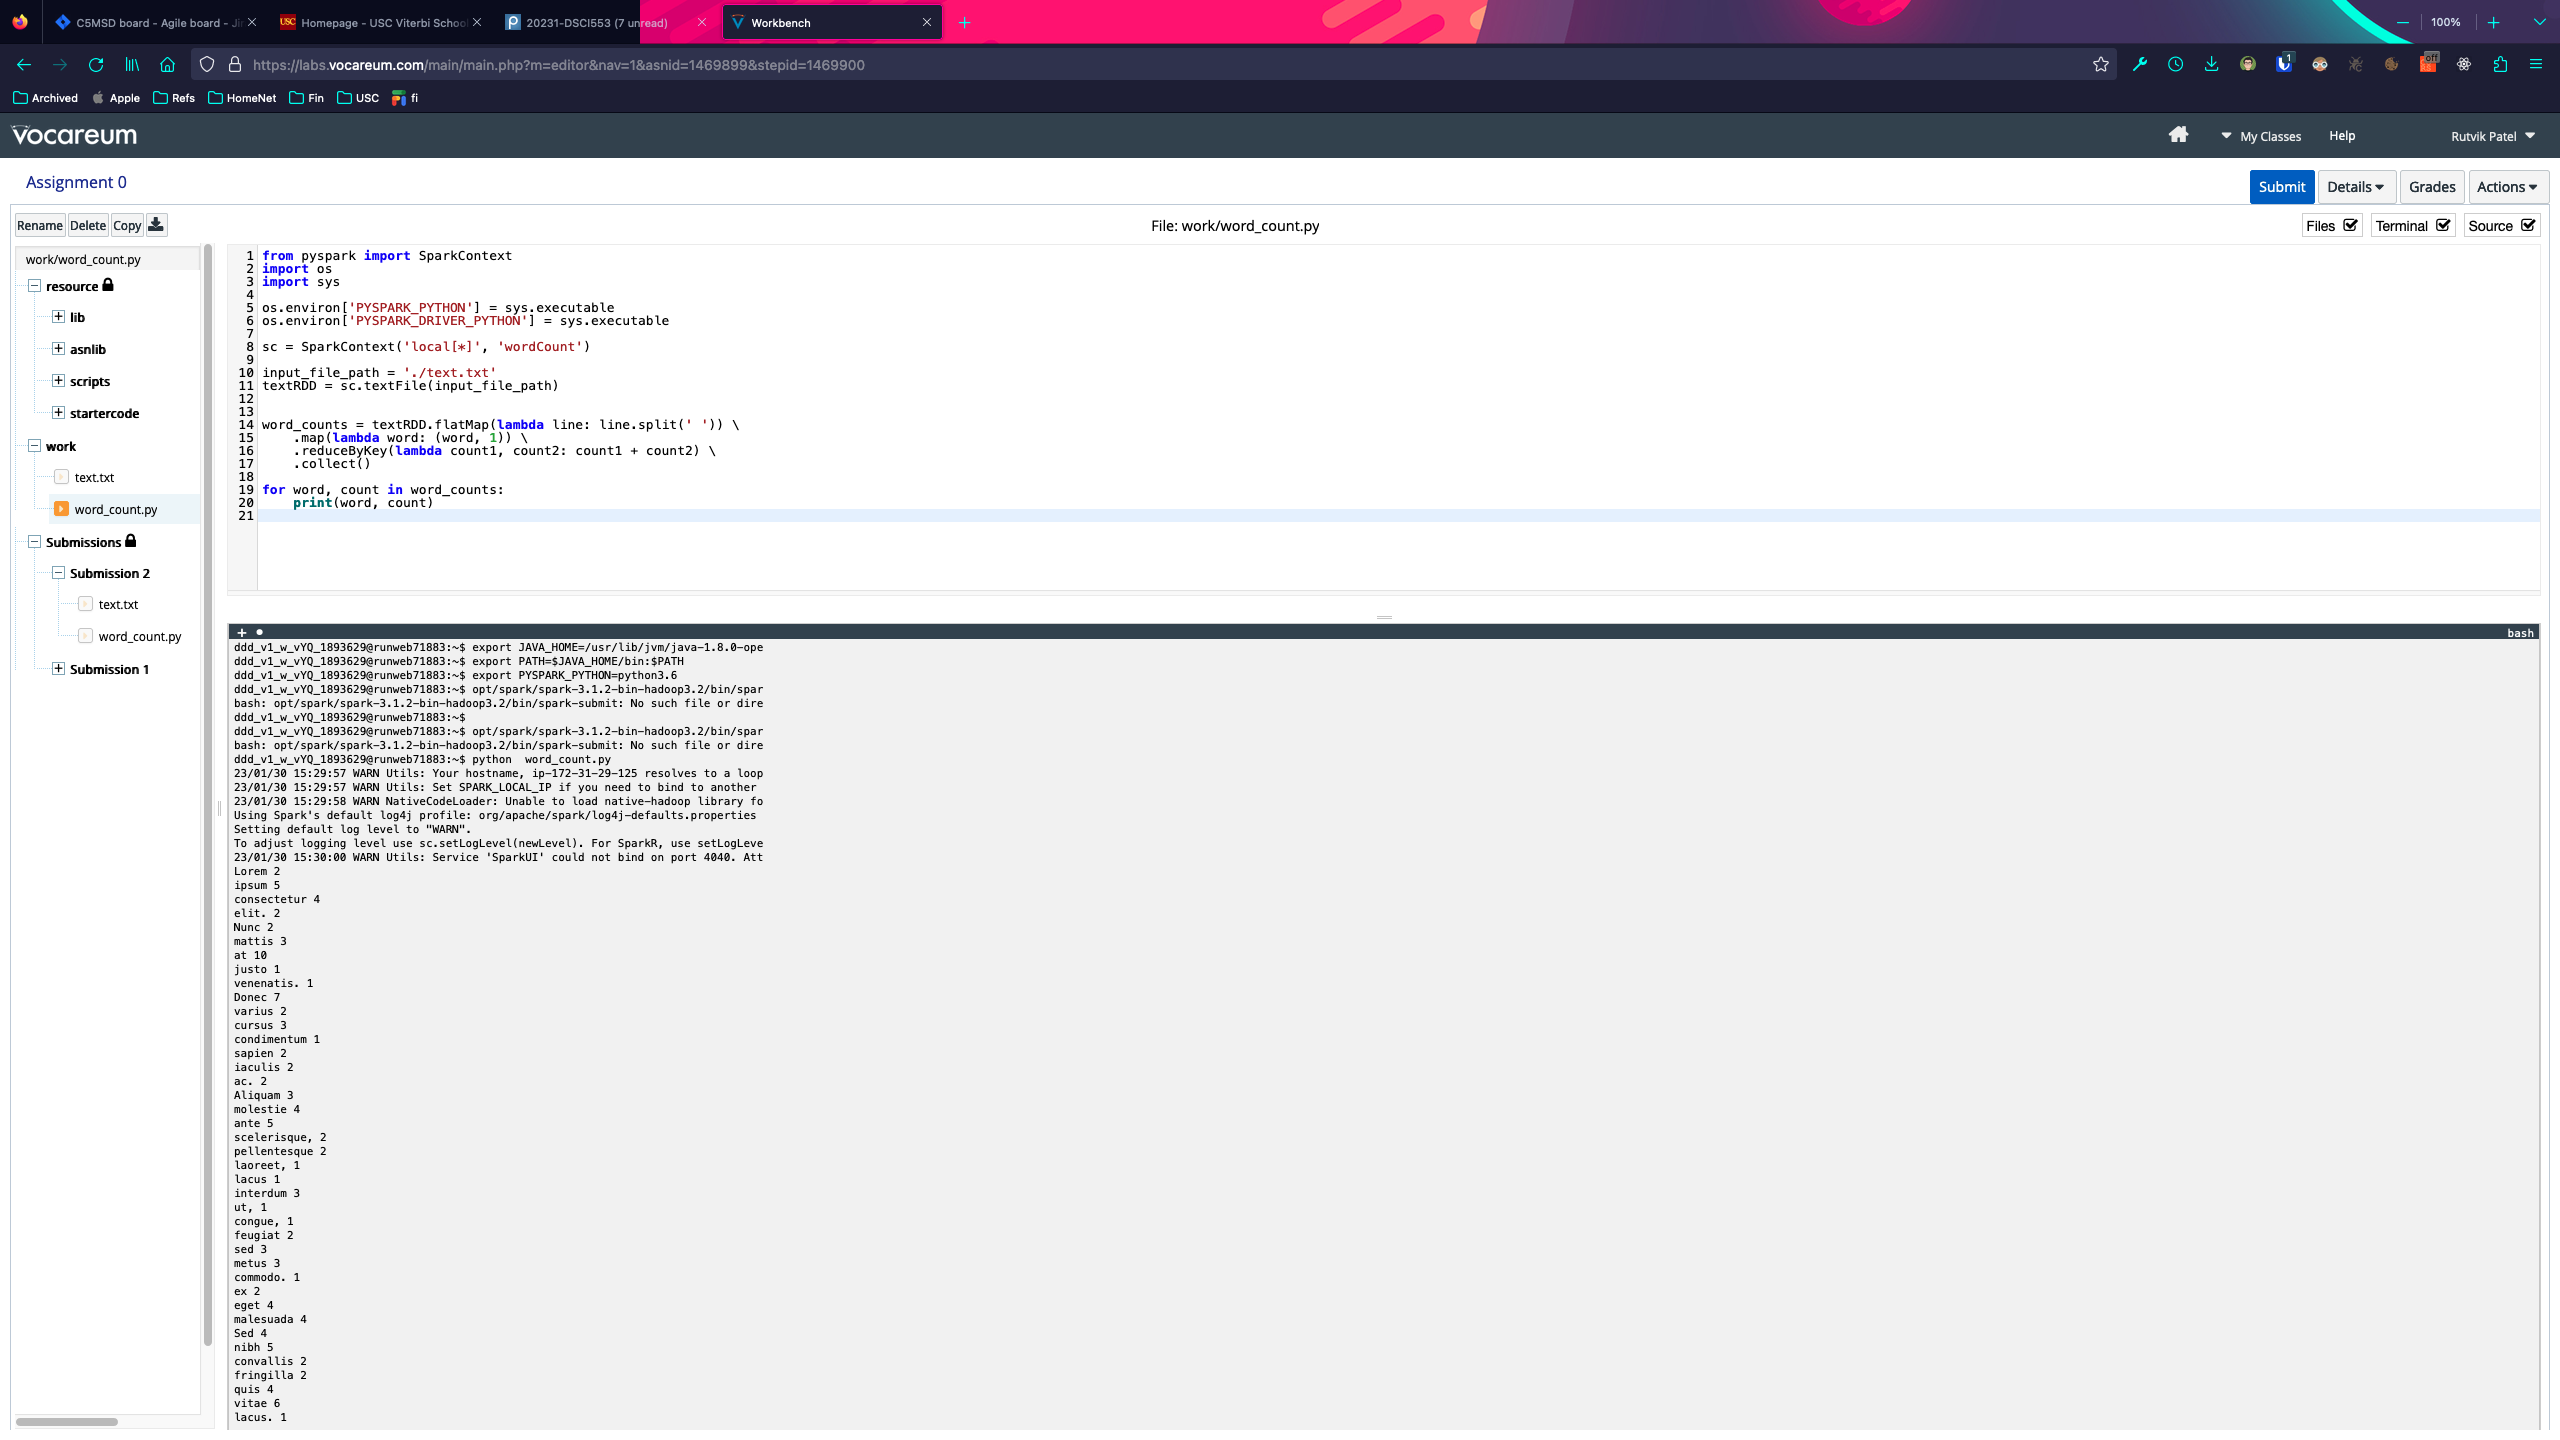 C5MSD board - Agile board - Ji
Homepage - USC Viterbi School
20231-DSCI553 (7 unread)
Workbench
100%
https://labs.vocareum.com/main/main.php?m=editor&nav=1&asnid=1469899&stepid=1469900
1
off
Archived
Apple
Refs
HomeNet
Fin
USC
fi
vocareum
My Classes
Help
Rutvik Patel
Assignment 0
Submit
Details
Grades
Actions
Rename
Delete
Copy
File: work/word_count.py
Files
Terminal
Source
work/word_count.py
resource
lib
asnlib
scripts
startercode
work
text.txt
word_count.py
Submissions
Submission 2
text.txt
word_count.py
Submission 1
1 from pyspark import SparkContext
2 import os
3 import sys
4
5 os.environ['PYSPARK_PYTHON'] = sys.executable
6 os.environ['PYSPARK_DRIVER_PYTHON'] = sys.executable
7
8 sc = SparkContext('local[*]', 'wordCount')
9
10 input_file_path = './text.txt'
11 textRDD = sc.textFile(input_file_path)
12
13
14 word_counts = textRDD.flatMap(lambda line: line.split(' ')) \
15     .map(lambda word: (word, 1)) \
16     .reduceByKey(lambda count1, count2: count1 + count2) \
17     .collect()
18
19 for word, count in word_counts:
20     print(word, count)
21
bash
ddd_v1_w_vYQ_1893629@runweb71883:~$ export JAVA_HOME=/usr/lib/jvm/java-1.8.0-ope
ddd_v1_w_vYQ_1893629@runweb71883:~$ export PATH=$JAVA_HOME/bin:$PATH
ddd_v1_w_vYQ_1893629@runweb71883:~$ export PYSPARK_PYTHON=python3.6
ddd_v1_w_vYQ_1893629@runweb71883:~$ opt/spark/spark-3.1.2-bin-hadoop3.2/bin/spar
bash: opt/spark/spark-3.1.2-bin-hadoop3.2/bin/spark-submit: No such file or dire
ddd_v1_w_vYQ_1893629@runweb71883:~$
ddd_v1_w_vYQ_1893629@runweb71883:~$ opt/spark/spark-3.1.2-bin-hadoop3.2/bin/spar
bash: opt/spark/spark-3.1.2-bin-hadoop3.2/bin/spark-submit: No such file or dire
ddd_v1_w_vYQ_1893629@runweb71883:~$ python  word_count.py
23/01/30 15:29:57 WARN Utils: Your hostname, ip-172-31-29-125 resolves to a loop
23/01/30 15:29:57 WARN Utils: Set SPARK_LOCAL_IP if you need to bind to another
23/01/30 15:29:58 WARN NativeCodeLoader: Unable to load native-hadoop library fo
Using Spark's default log4j profile: org/apache/spark/log4j-defaults.properties
Setting default log level to "WARN".
To adjust logging level use sc.setLogLevel(newLevel). For SparkR, use setLogLeve
23/01/30 15:30:00 WARN Utils: Service 'SparkUI' could not bind on port 4040. Att
Lorem 2
ipsum 5
consectetur 4
elit. 2
Nunc 2
mattis 3
at 10
justo 1
venenatis. 1
Donec 7
varius 2
cursus 3
condimentum 1
sapien 2
iaculis 2
ac. 2
Aliquam 3
molestie 4
ante 5
scelerisque, 2
pellentesque 2
laoreet, 1
lacus 1
interdum 3
ut, 1
congue, 1
feugiat 2
sed 3
metus 3
commodo. 1
ex 2
eget 4
malesuada 4
Sed 4
nibh 5
convallis 2
fringilla 2
quis 4
vitae 6
lacus. 1